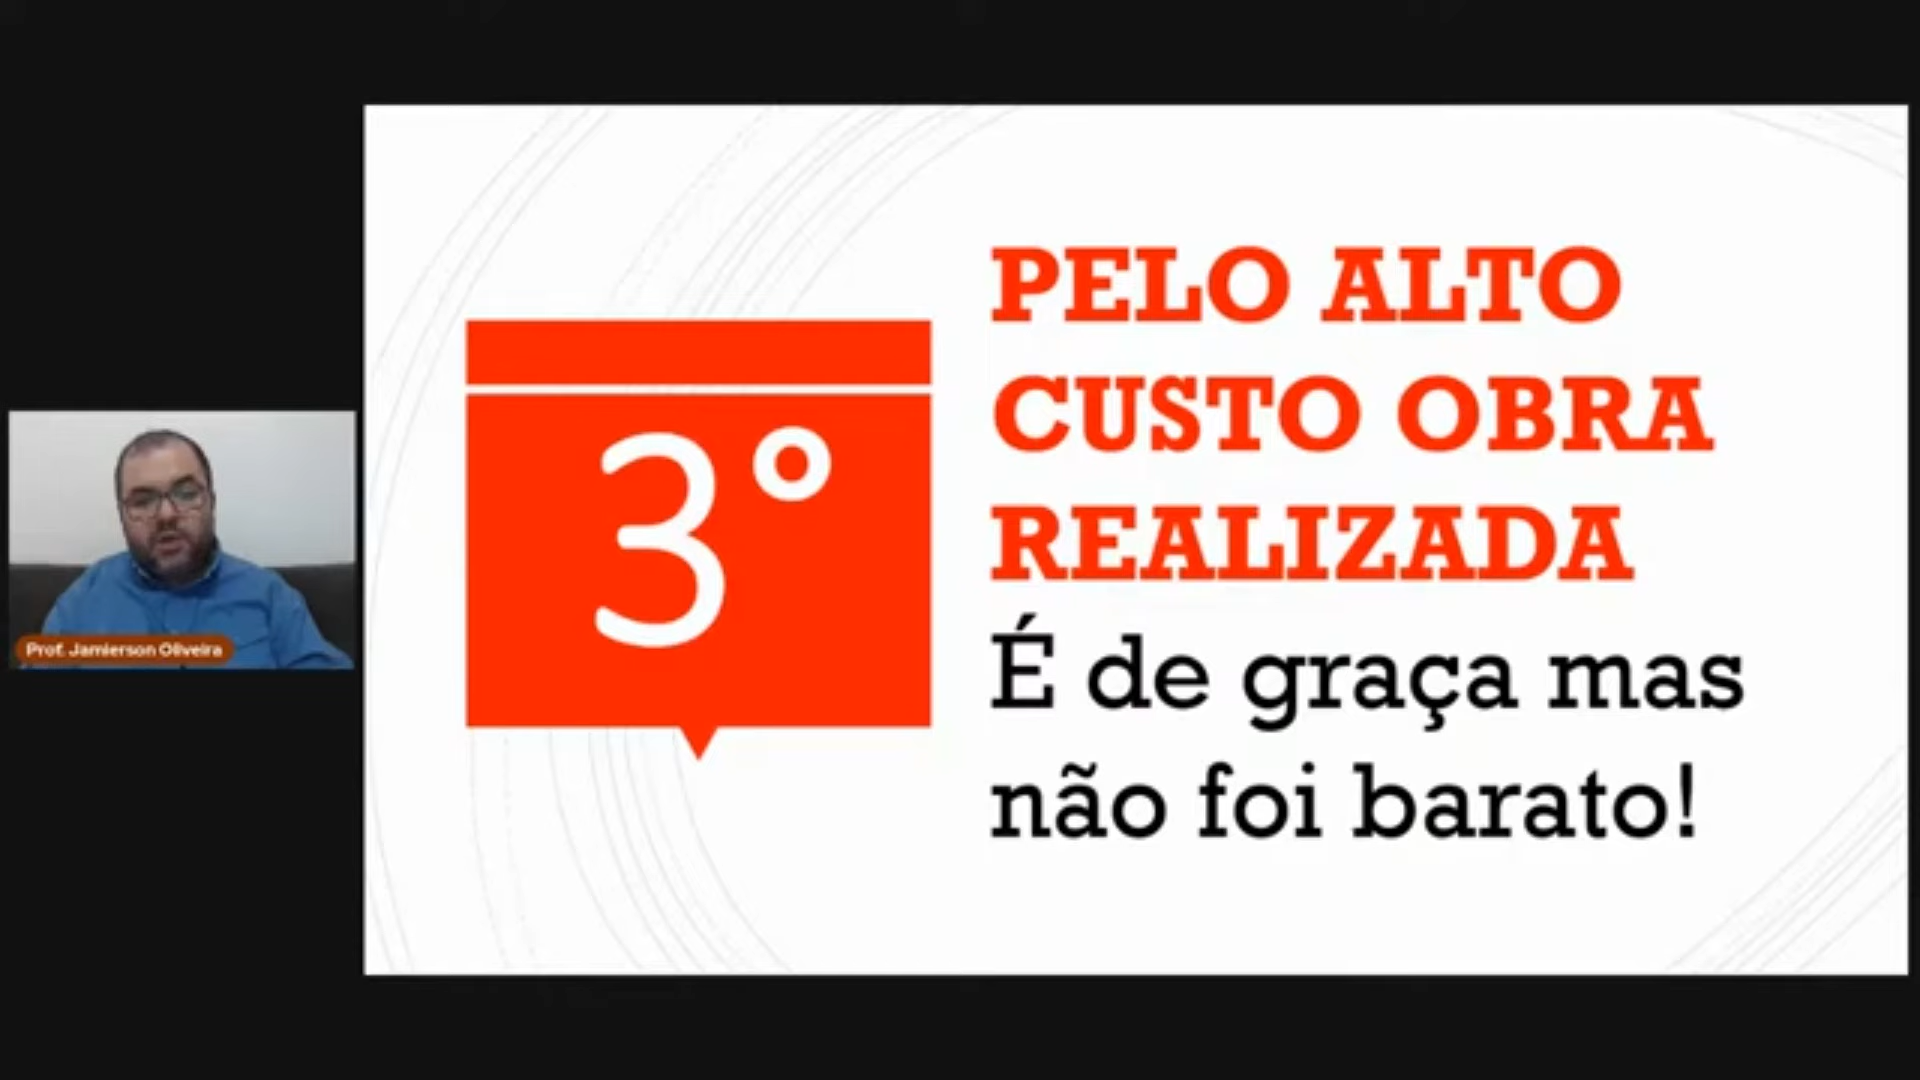 Prof. Jamierson Oliveira
3°
PELO ALTO
CUSTO OBRA
REALIZADA
É de graça mas
não foi barato!